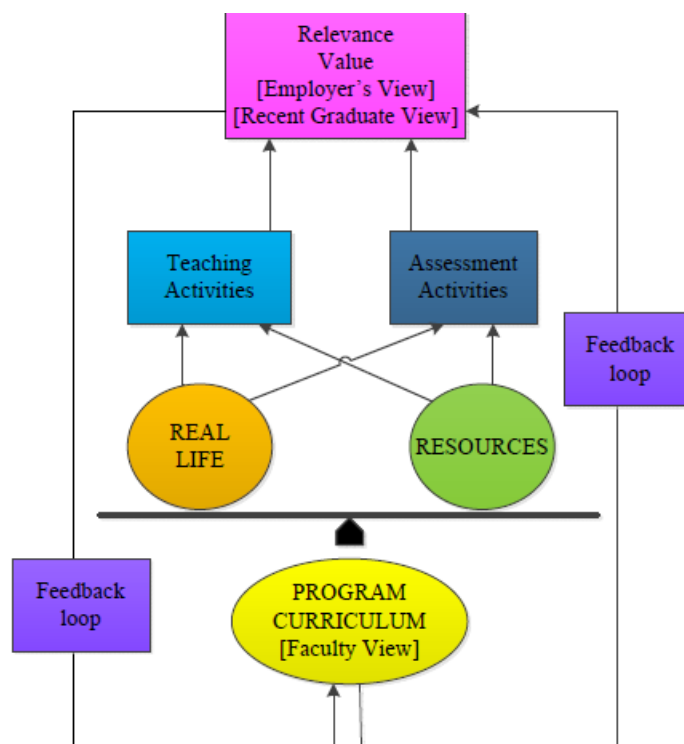 Relevance
Value
[Employer’s View]
[Recent Graduate View]
Teaching
Activities
Assessment
Activities
Feedback
loop
REAL
LIFE
RESOURCES
Feedback
loop
PROGRAM
CURRICULUM
[Faculty View]